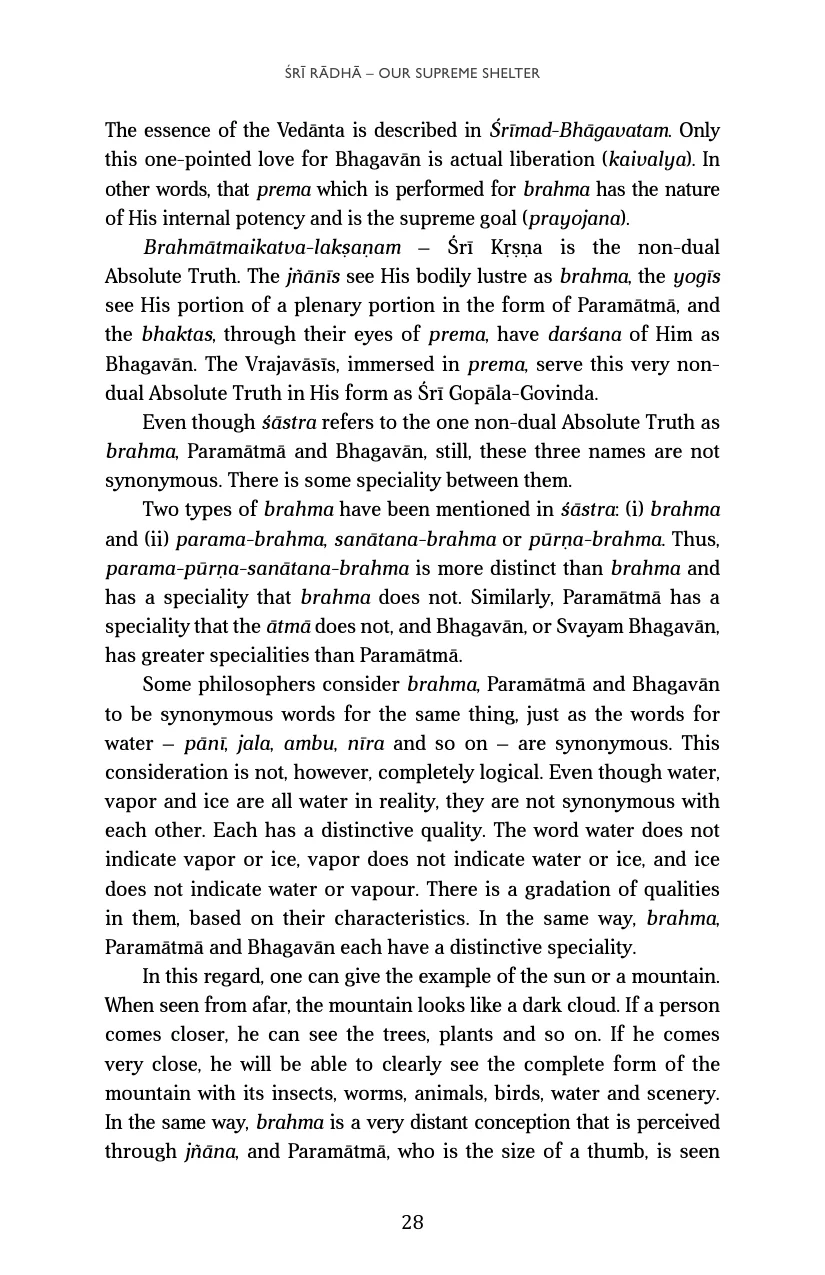 ŚRĪ RĀDHĀ – OUR SUPREME SHELTER
The essence of the Vedānta is described in Śrīmad-Bhāgavatam. Only
this one-pointed love for Bhagavān is actual liberation (kaivalya). In
other words, that prema which is performed for brahma has the nature
of His internal potency and is the supreme goal (prayojana).
Brahmātmaikatva-lakṣaṇam – Śrī Kṛṣṇa is the non-dual
Absolute Truth. The jñānīs see His bodily lustre as brahma, the yogīs
see His portion of a plenary portion in the form of Paramātmā, and
the bhaktas, through their eyes of prema, have darśana of Him as
Bhagavān. The Vrajavāsīs, immersed in prema, serve this very non-
dual Absolute Truth in His form as Śrī Gopāla-Govinda.
Even though śāstra refers to the one non-dual Absolute Truth as
brahma, Paramātmā and Bhagavān, still, these three names are not
synonymous. There is some speciality between them.
Two types of brahma have been mentioned in śāstra: (i) brahma
and (ii) parama-brahma, sanātana-brahma or pūrṇa-brahma. Thus,
parama-pūrṇa-sanātana-brahma is more distinct than brahma and
has a speciality that brahma does not. Similarly, Paramātmā has a
speciality that the ātmā does not, and Bhagavān, or Svayam Bhagavān,
has greater specialities than Paramātmā.
Some philosophers consider brahma, Paramātmā and Bhagavān
to be synonymous words for the same thing, just as the words for
water – pānī, jala, ambu, nīra and so on – are synonymous. This
consideration is not, however, completely logical. Even though water,
vapor and ice are all water in reality, they are not synonymous with
each other. Each has a distinctive quality. The word water does not
indicate vapor or ice, vapor does not indicate water or ice, and ice
does not indicate water or vapour. There is a gradation of qualities
in them, based on their characteristics. In the same way, brahma,
Paramātmā and Bhagavān each have a distinctive speciality.
In this regard, one can give the example of the sun or a mountain.
When seen from afar, the mountain looks like a dark cloud. If a person
comes closer, he can see the trees, plants and so on. If he comes
very close, he will be able to clearly see the complete form of the
mountain with its insects, worms, animals, birds, water and scenery.
In the same way, brahma is a very distant conception that is perceived
through jñāna, and Paramātmā, who is the size of a thumb, is seen
28